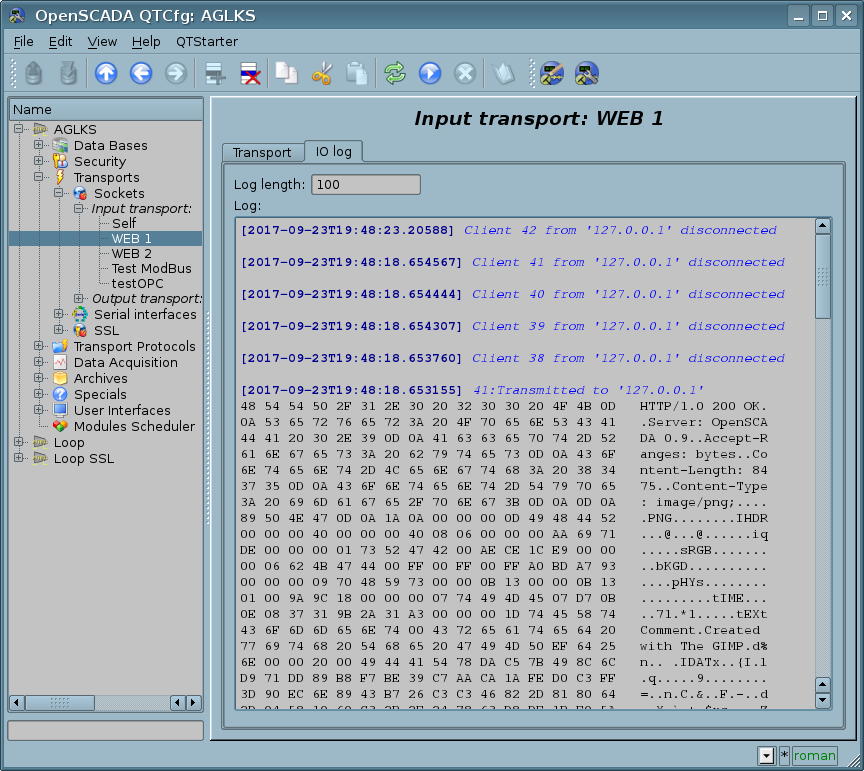 OpenSCADA QTCfg: AGLKS
File Edit View Help QTStarter
Name
AGLKS
Data Bases
Security
Transports
Sockets
Input transport:
Self
WEB 1
WEB 2
Test ModBus
testOPC
Output transport:
Serial interfaces
SSL
Transport Protocols
Data Acquisition
Archives
Specials
User Interfaces
Modules Scheduler
Loop
Loop SSL
Input transport: WEB 1
Transport IO log
Log length: 100
Log:
[2017-09-23T19:48:23.20588] Client 42 from '127.0.0.1' disconnected
[2017-09-23T19:48:18.654567] Client 41 from '127.0.0.1' disconnected
[2017-09-23T19:48:18.654444] Client 40 from '127.0.0.1' disconnected
[2017-09-23T19:48:18.654307] Client 39 from '127.0.0.1' disconnected
[2017-09-23T19:48:18.653760] Client 38 from '127.0.0.1' disconnected
[2017-09-23T19:48:18.653155] 41:Transmitted to '127.0.0.1'
48 54 54 50 2F 31 2E 30 20 32 30 30 20 4F 4B 0D HTTP/1.0 200 OK.
0A 53 65 72 76 65 72 3A 20 4F 70 65 6E 53 43 41 .Server: OpenSCA
44 41 20 30 2E 39 0D 0A 41 63 63 65 70 74 2D 52 DA 0.9..Accept-R
61 6E 67 65 73 3A 20 62 79 74 65 73 0D 0A 43 6F anges: bytes..Co
6E 74 65 6E 74 2D 4C 65 6E 67 74 68 3A 20 38 34 ntent-Length: 84
37 35 0D 0A 43 6F 6E 74 65 6E 74 2D 54 79 70 65 75..Content-Type
3A 20 69 6D 61 67 65 2F 70 6E 67 3B 0D 0A 0D 0A : image/png;....
89 50 4E 47 0D 0A 1A 0A 00 00 00 0D 49 48 44 52 .PNG........IHDR
00 00 00 40 00 00 00 40 08 06 00 00 00 AA 69 71 ...@...@......iq
DE 00 00 00 01 73 52 47 42 00 AE CE 1C E9 00 00 .....sRGB.......
00 06 62 4B 47 44 00 FF 00 FF 00 FF A0 BD A7 93 ..bKGD..........
00 00 00 09 70 48 59 73 00 00 0B 13 00 00 0B 13 ....pHYs........
01 00 9A 9C 18 00 00 00 07 74 49 4D 45 07 D7 0B .........tIME...
0E 08 37 31 9B 2A 31 A3 00 00 00 1D 74 45 58 74 ..71.*1.....tEXt
43 6F 6D 6D 65 6E 74 00 43 72 65 61 74 65 64 20 Comment.Created
77 69 74 68 20 54 68 65 20 47 49 4D 50 EF 64 25 with The GIMP.d%
6E 00 00 20 00 49 44 41 54 78 DA C5 7B 49 8C 6C n.. .IDATx..{I.l
D9 71 DD 89 B8 F7 BE 39 C7 AA CA 1A FE D0 C3 FF .q.....9........
3D 90 EC 6E 89 43 B7 26 C3 C3 46 82 2D 81 80 64 =..n.C.&..F.-..d
roman